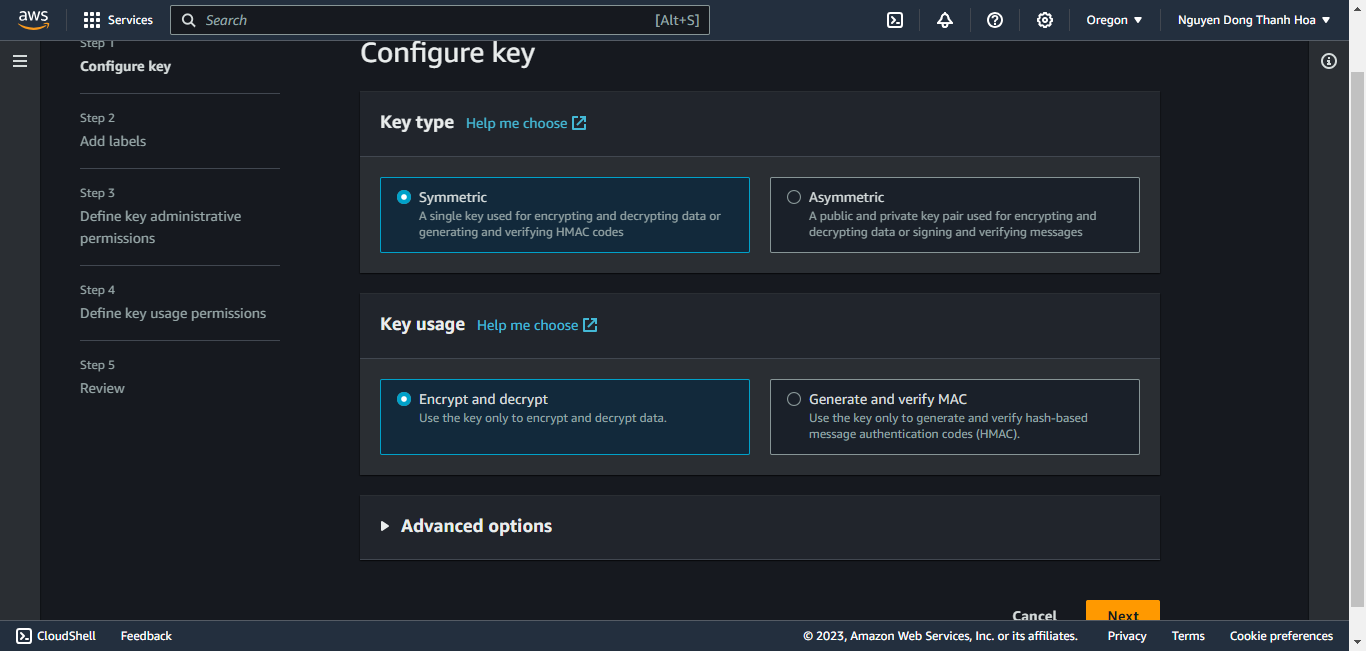 aws
Services
Search
[Alt+S]
Oregon ▼
Nguyen Dong Thanh Hoa ▼
Step 1
Configure key
Step 2
Add labels
Step 3
Define key administrative
permissions
Step 4
Define key usage permissions
Step 5
Review
Configure key
Key type Help me choose
Symmetric
A single key used for encrypting and decrypting data or
generating and verifying HMAC codes
Asymmetric
A public and private key pair used for encrypting and
decrypting data or signing and verifying messages
Key usage Help me choose
Encrypt and decrypt
Use the key only to encrypt and decrypt data.
Generate and verify MAC
Use the key only to generate and verify hash-based
message authentication codes (HMAC).
Advanced options
Cancel
Next
CloudShell
Feedback
© 2023, Amazon Web Services, Inc. or its affiliates.
Privacy
Terms
Cookie preferences